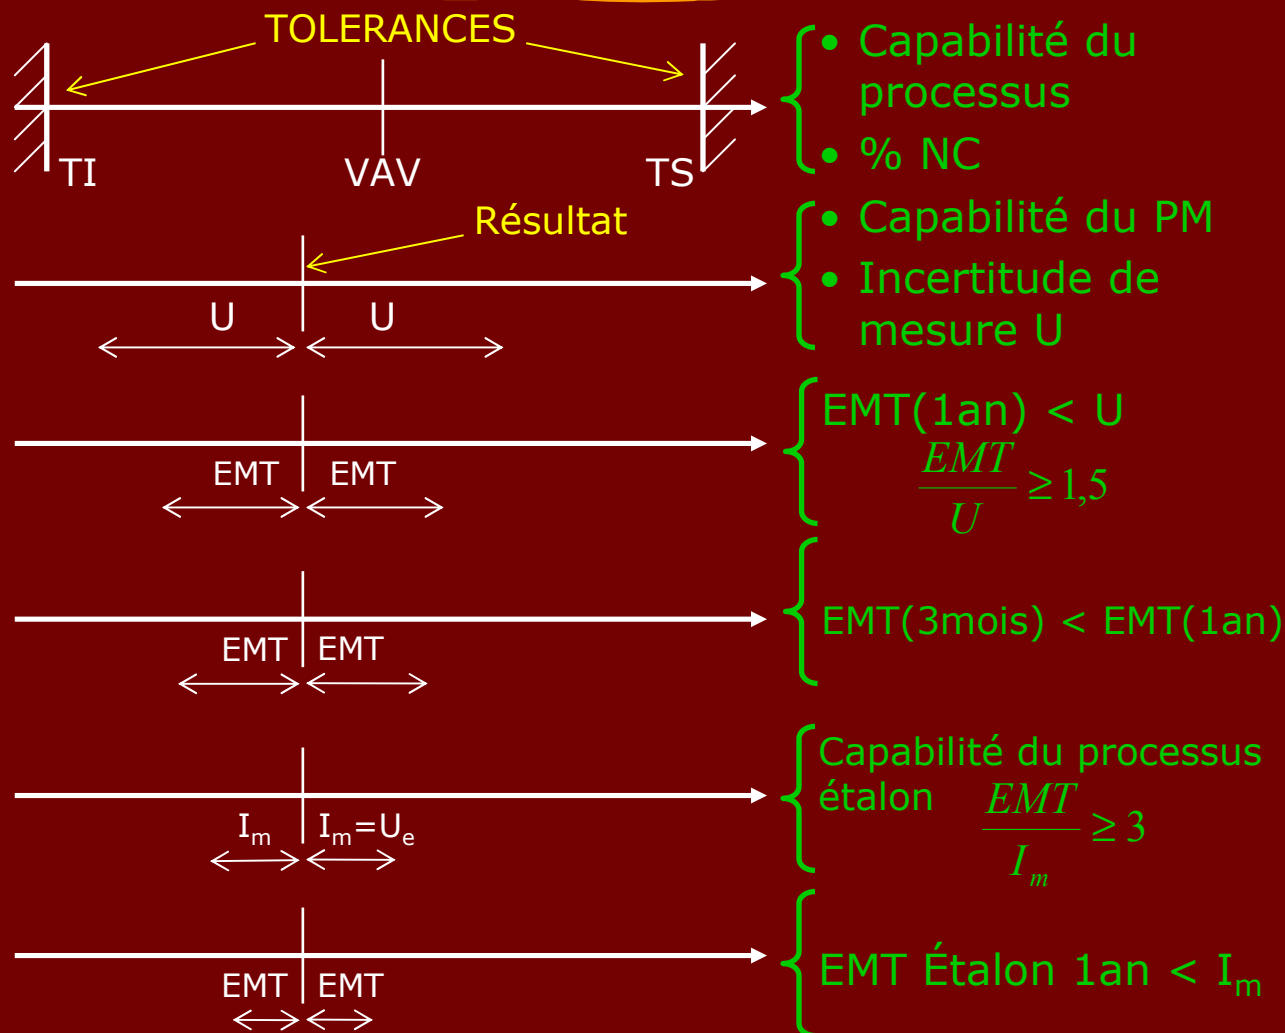 TOLERANCES
TI
VAV
TS
• Capabilité du
processus
• % NC
Résultat
U
U
• Capabilité du PM
• Incertitude de
mesure U
EMT
EMT
EMT(1an) < U
EMT/U ≥ 1,5
EMT
EMT
EMT(3mois) < EMT(1an)
Im
Im=Ue
Capabilité du processus
étalon EMT/Im ≥ 3
EMT
EMT
EMT Étalon 1an < Im